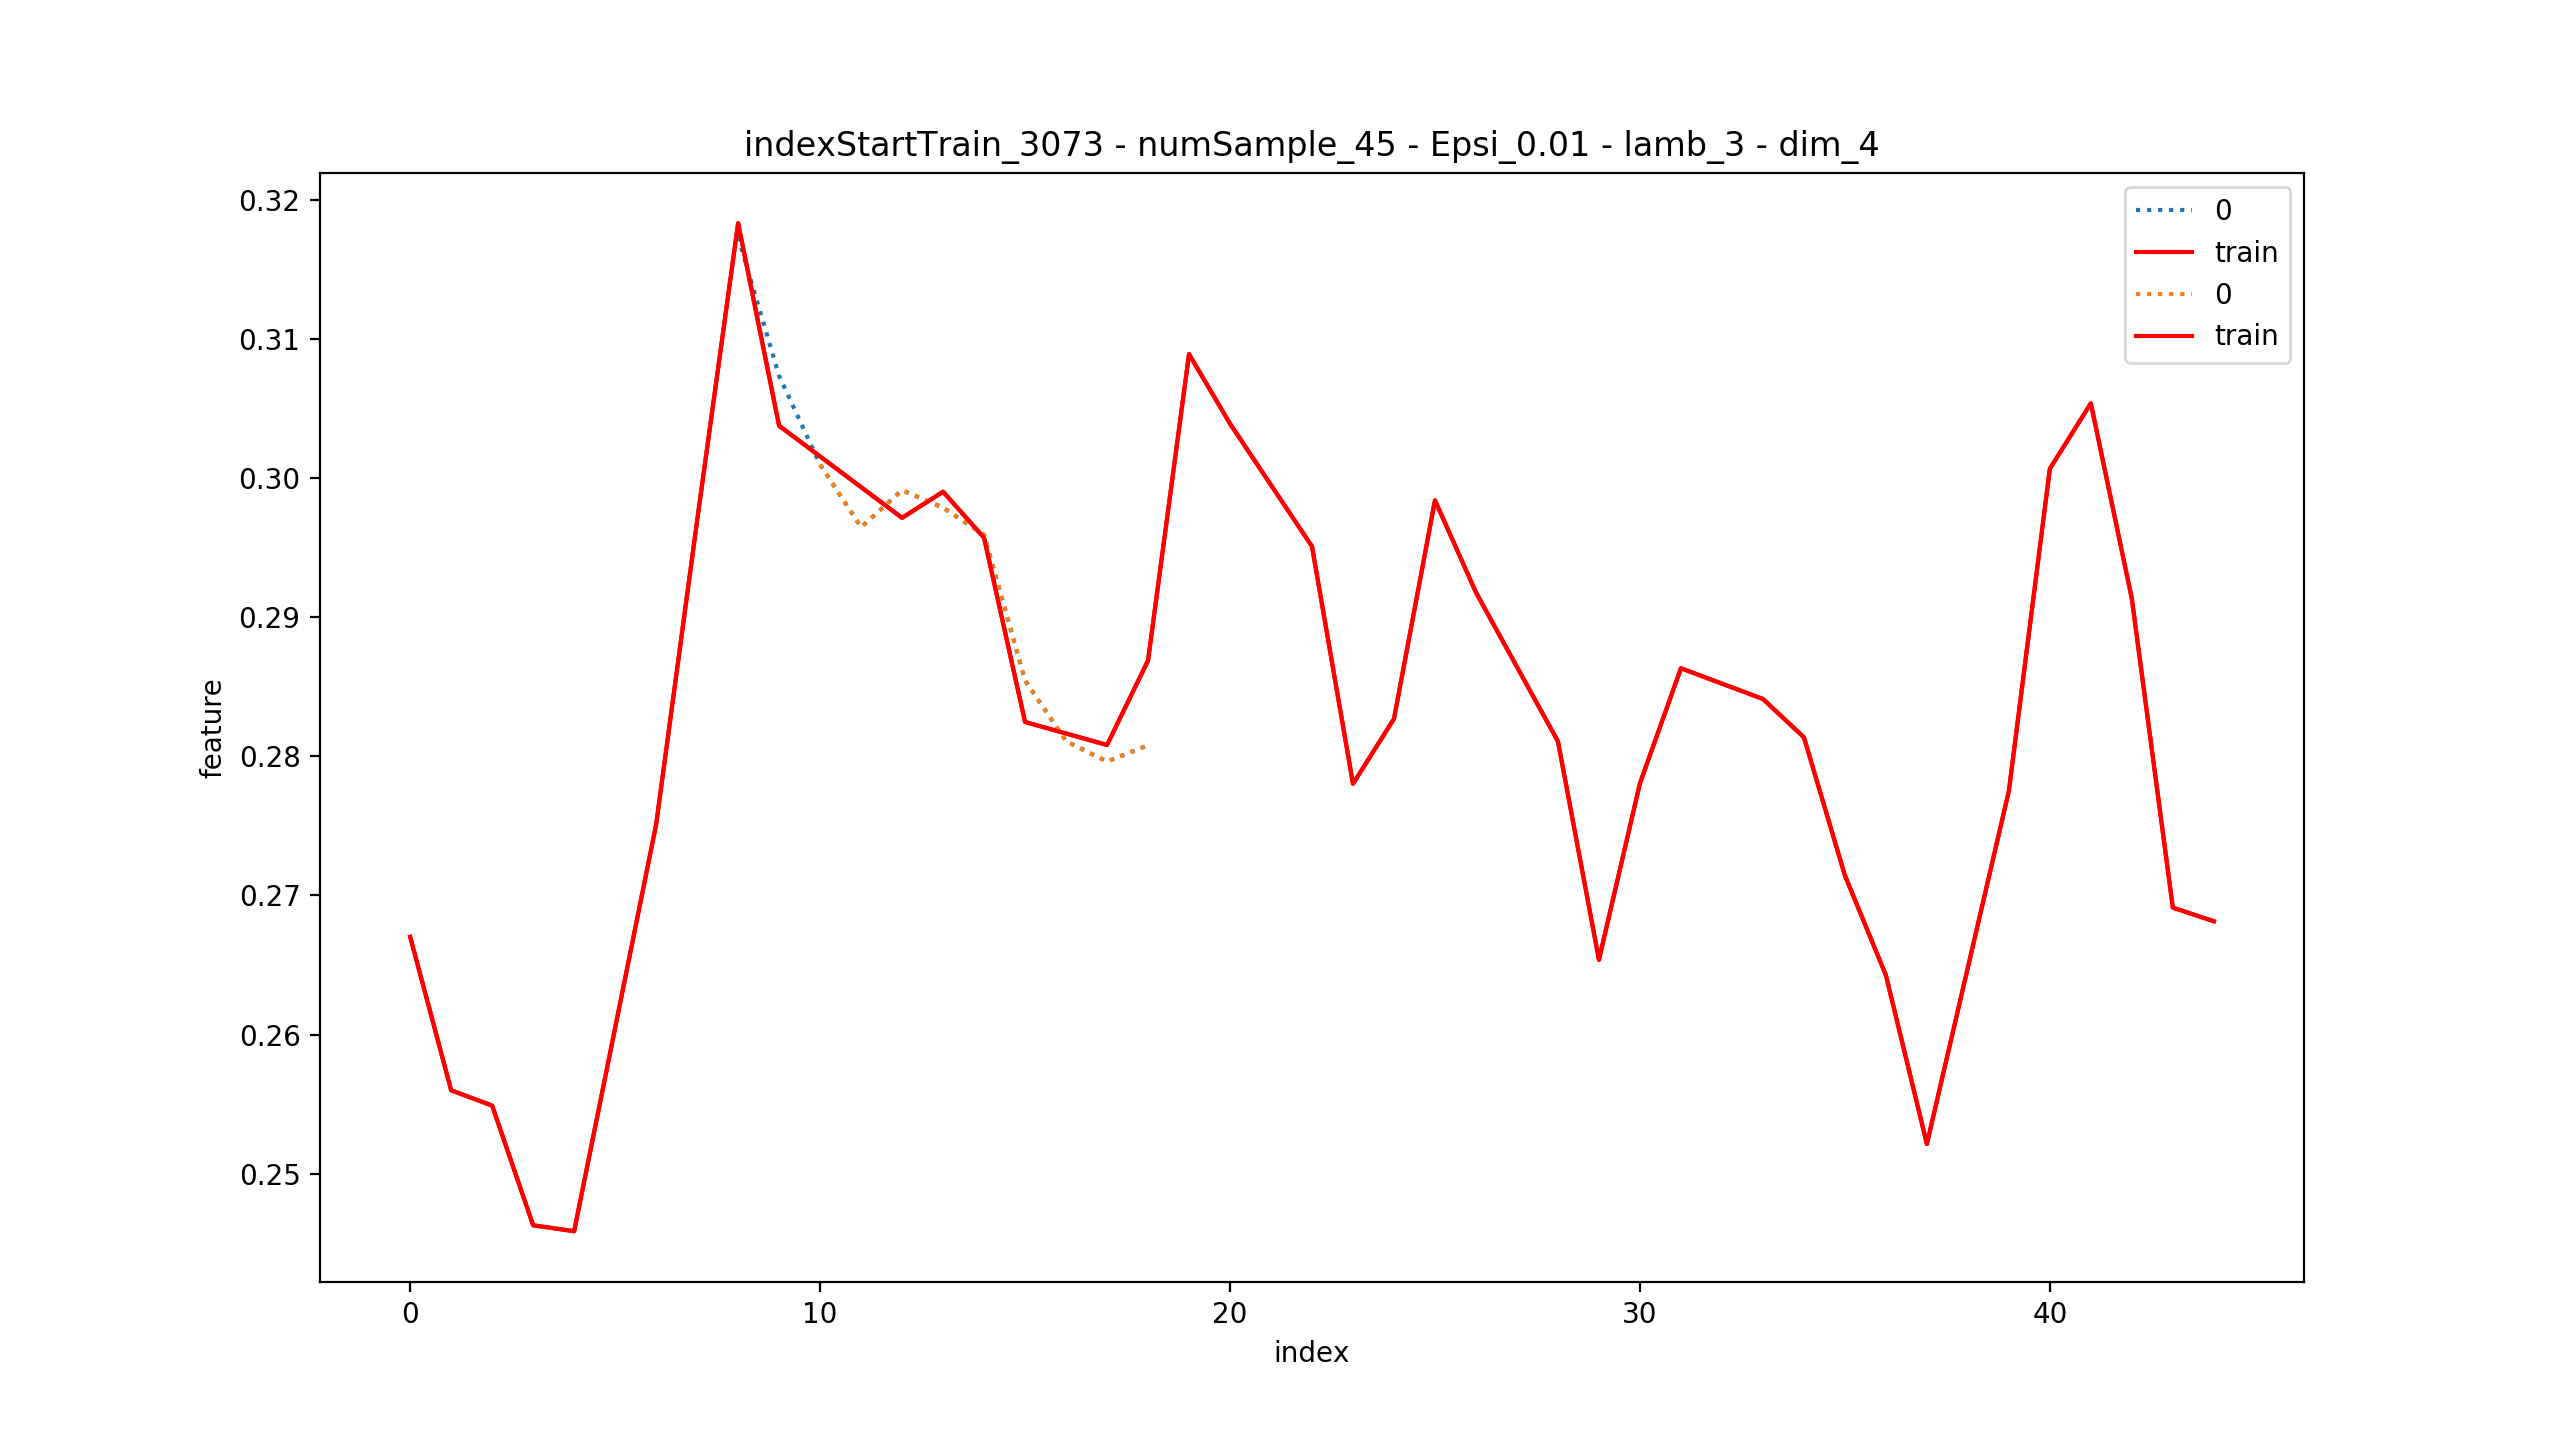 indexStartTrain_3073 - numSample_45 - Epsi_0.01 - lamb_3 - dim_4
0.32
0.31
0.30
0.29
0.28
0.27
0.26
0.25
feature
0
train
0
train
0 10 20 30 40
index